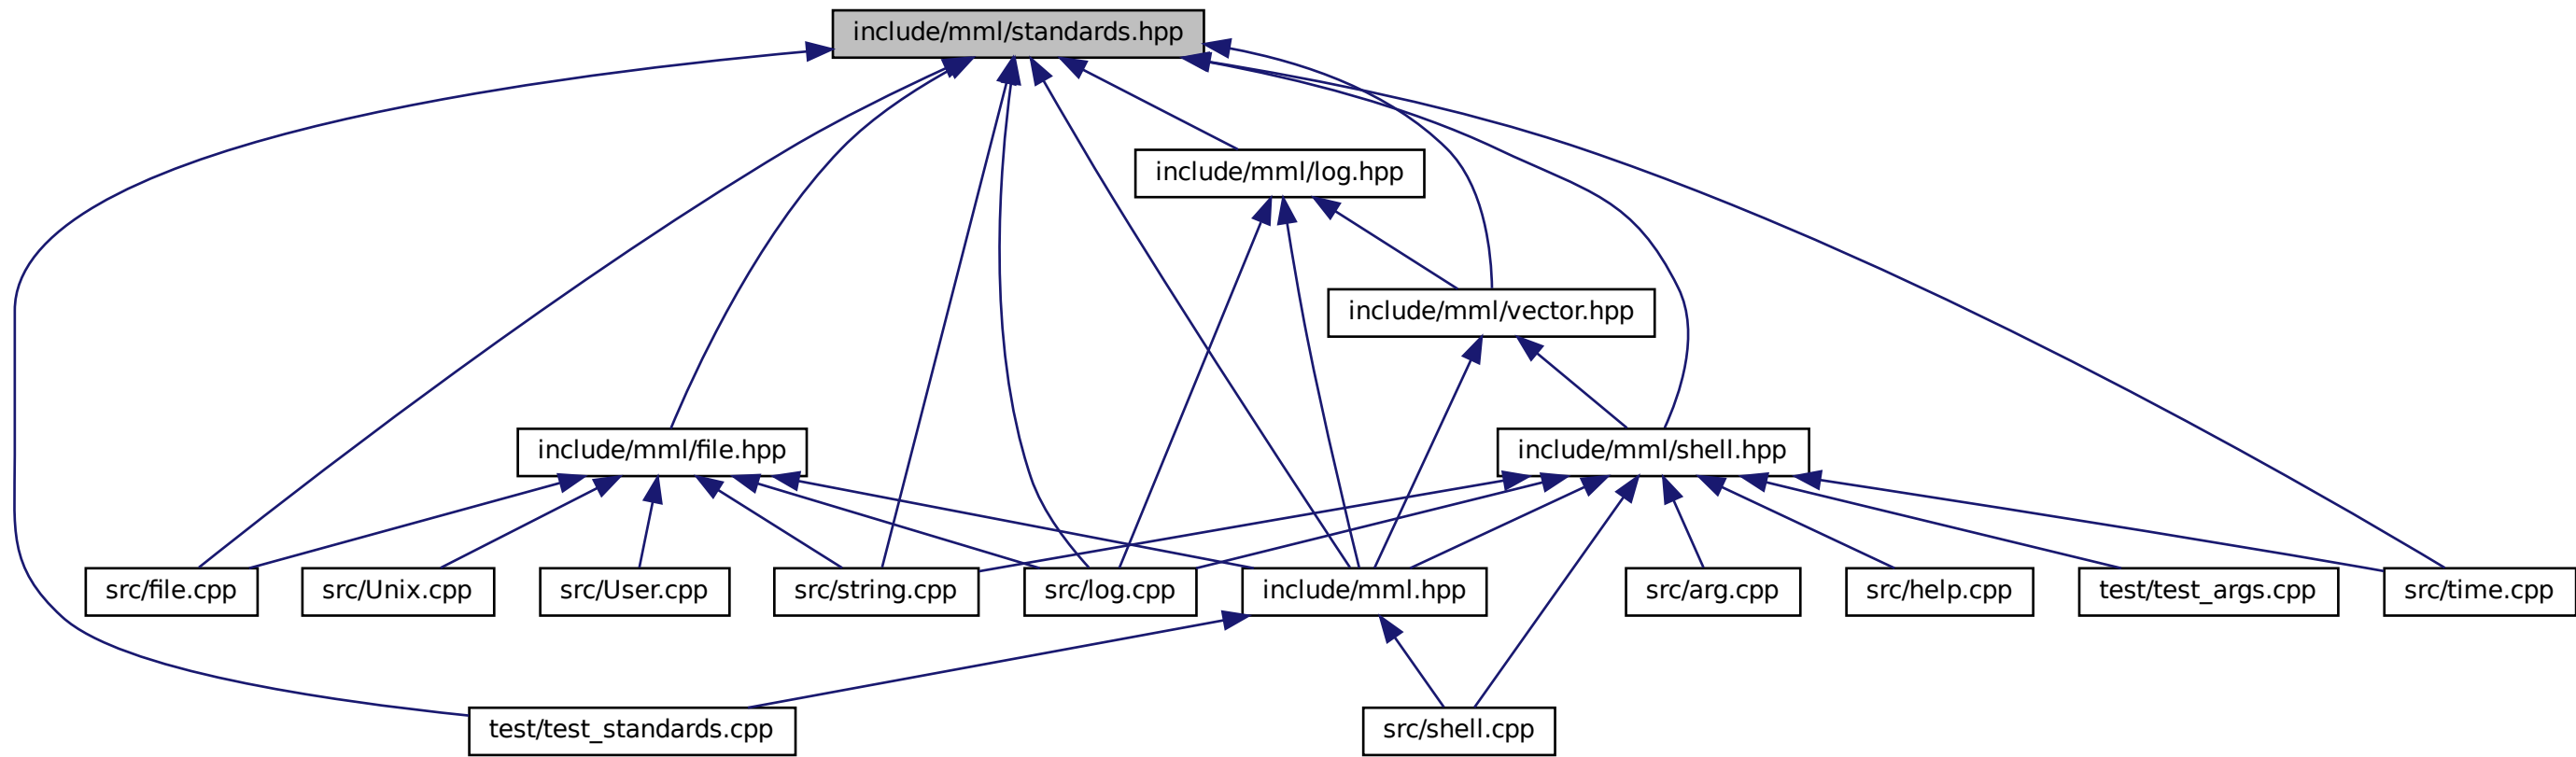 include/mml/standards.hpp
include/mml/log.hpp
include/mml/vector.hpp
include/mml/file.hpp
include/mml/shell.hpp
src/file.cpp
src/Unix.cpp
src/User.cpp
src/string.cpp
src/log.cpp
include/mml.hpp
src/arg.cpp
src/help.cpp
test/test_args.cpp
src/time.cpp
test/test_standards.cpp
src/shell.cpp